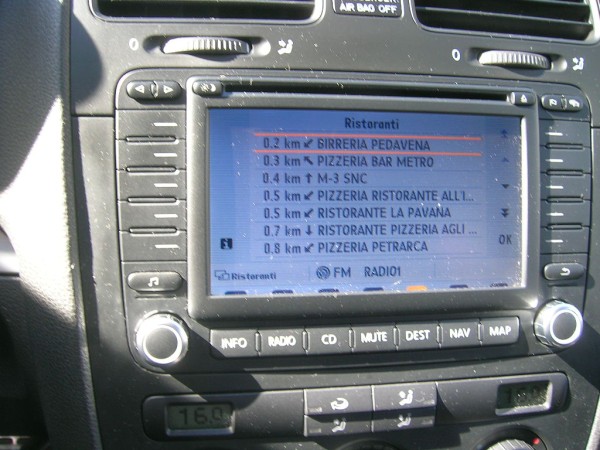 AIR BAG OFF
0
0
Ristoranti
0.2 km ↙ BIRRERIA PEDAVENA
0.3 km ↖ PIZZERIA BAR METRO
0.4 km ↑ M-3 SNC
0.5 km ↙ PIZZERIA RISTORANTE ALL'I...
0.5 km ↙ RISTORANTE LA PAVANA
0.7 km ↓ RISTORANTE PIZZERIA AGLI ...
0.8 km ↙ PIZZERIA PETRARCA
OK
i
Ristoranti FM RADIO1
INFO RADIO CD MUTE DEST NAV MAP
16.0
16.0